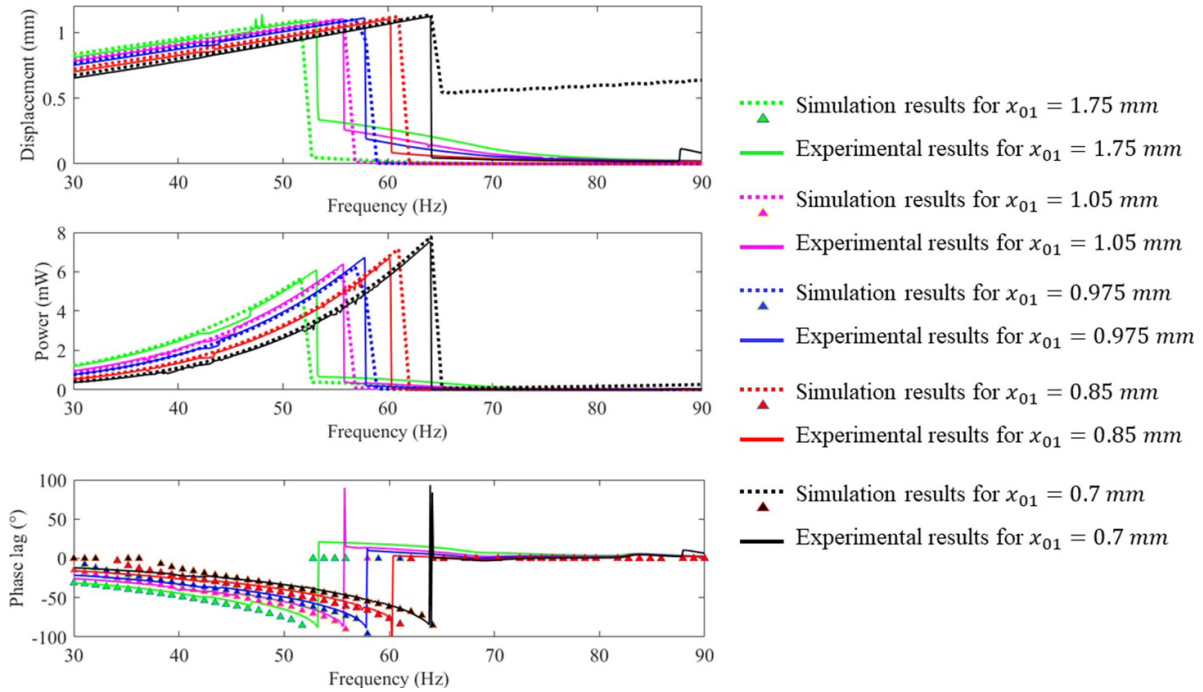 1
0.5
0
Displacement (mm)
30 40 50 60 70 80 90
Frequency (Hz)
8
6
4
2
0
Power (mW)
30 40 50 60 70 80 90
Frequency (Hz)
100
50
0
-50
-100
Phase lag (°)
30 40 50 60 70 80 90
Frequency (Hz)
Simulation results for x₀₁ = 1.75 mm
Experimental results for x₀₁ = 1.75 mm
Simulation results for x₀₁ = 1.05 mm
Experimental results for x₀₁ = 1.05 mm
Simulation results for x₀₁ = 0.975 mm
Experimental results for x₀₁ = 0.975 mm
Simulation results for x₀₁ = 0.85 mm
Experimental results for x₀₁ = 0.85 mm
Simulation results for x₀₁ = 0.7 mm
Experimental results for x₀₁ = 0.7 mm